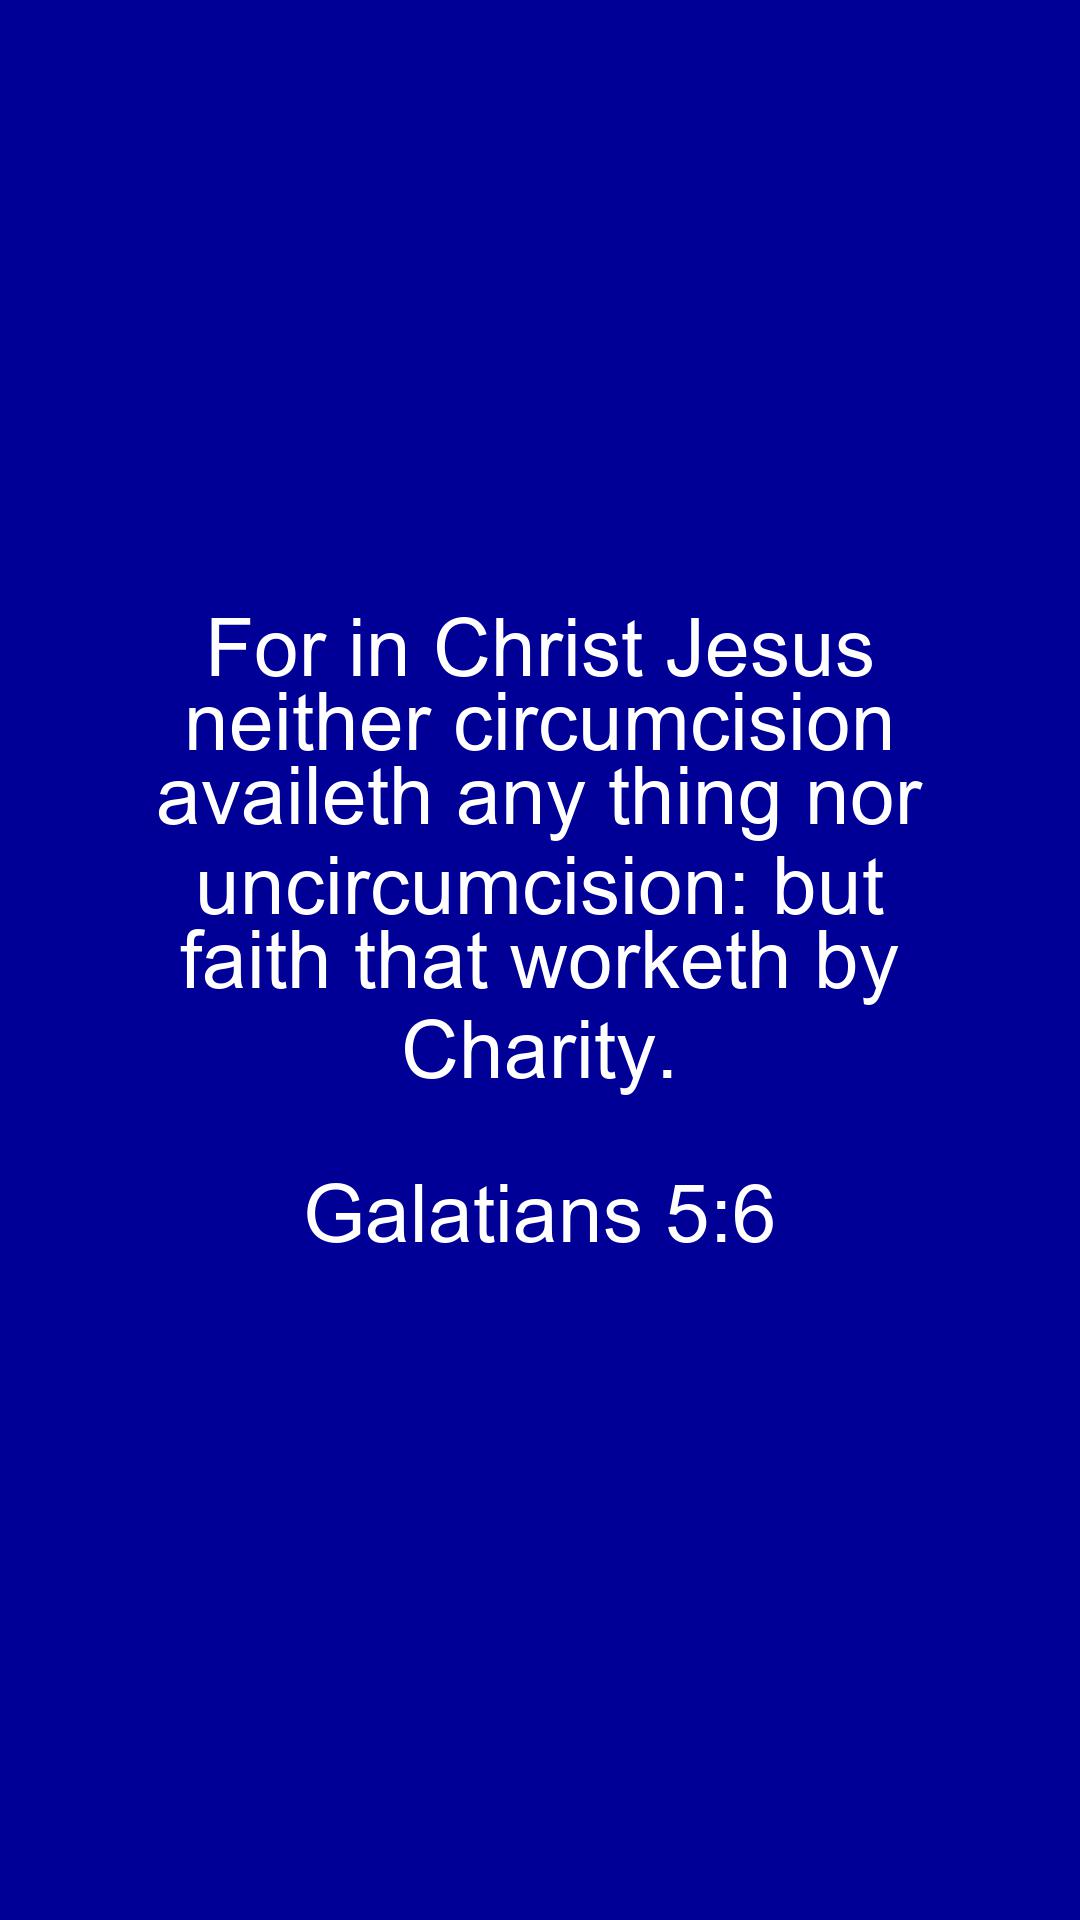 For in Christ Jesus
neither circumcision
availeth any thing nor
uncircumcision: but
faith that worketh by
Charity.
Galatians 5:6